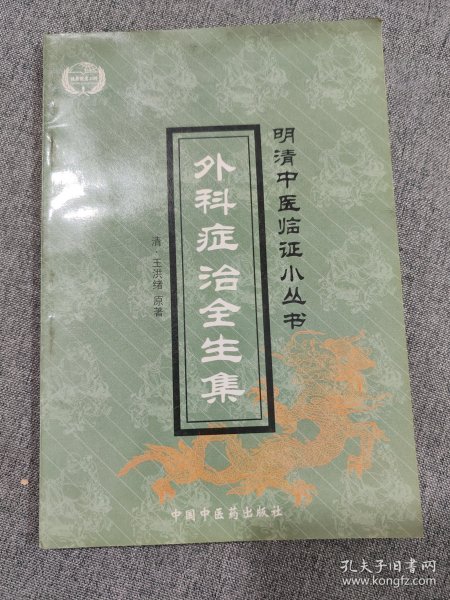 明清中医临证小丛书
外科症治全生集
清 王洪绪 原著
中国中医药出版社
孔夫子旧书网
www.kongfz.com